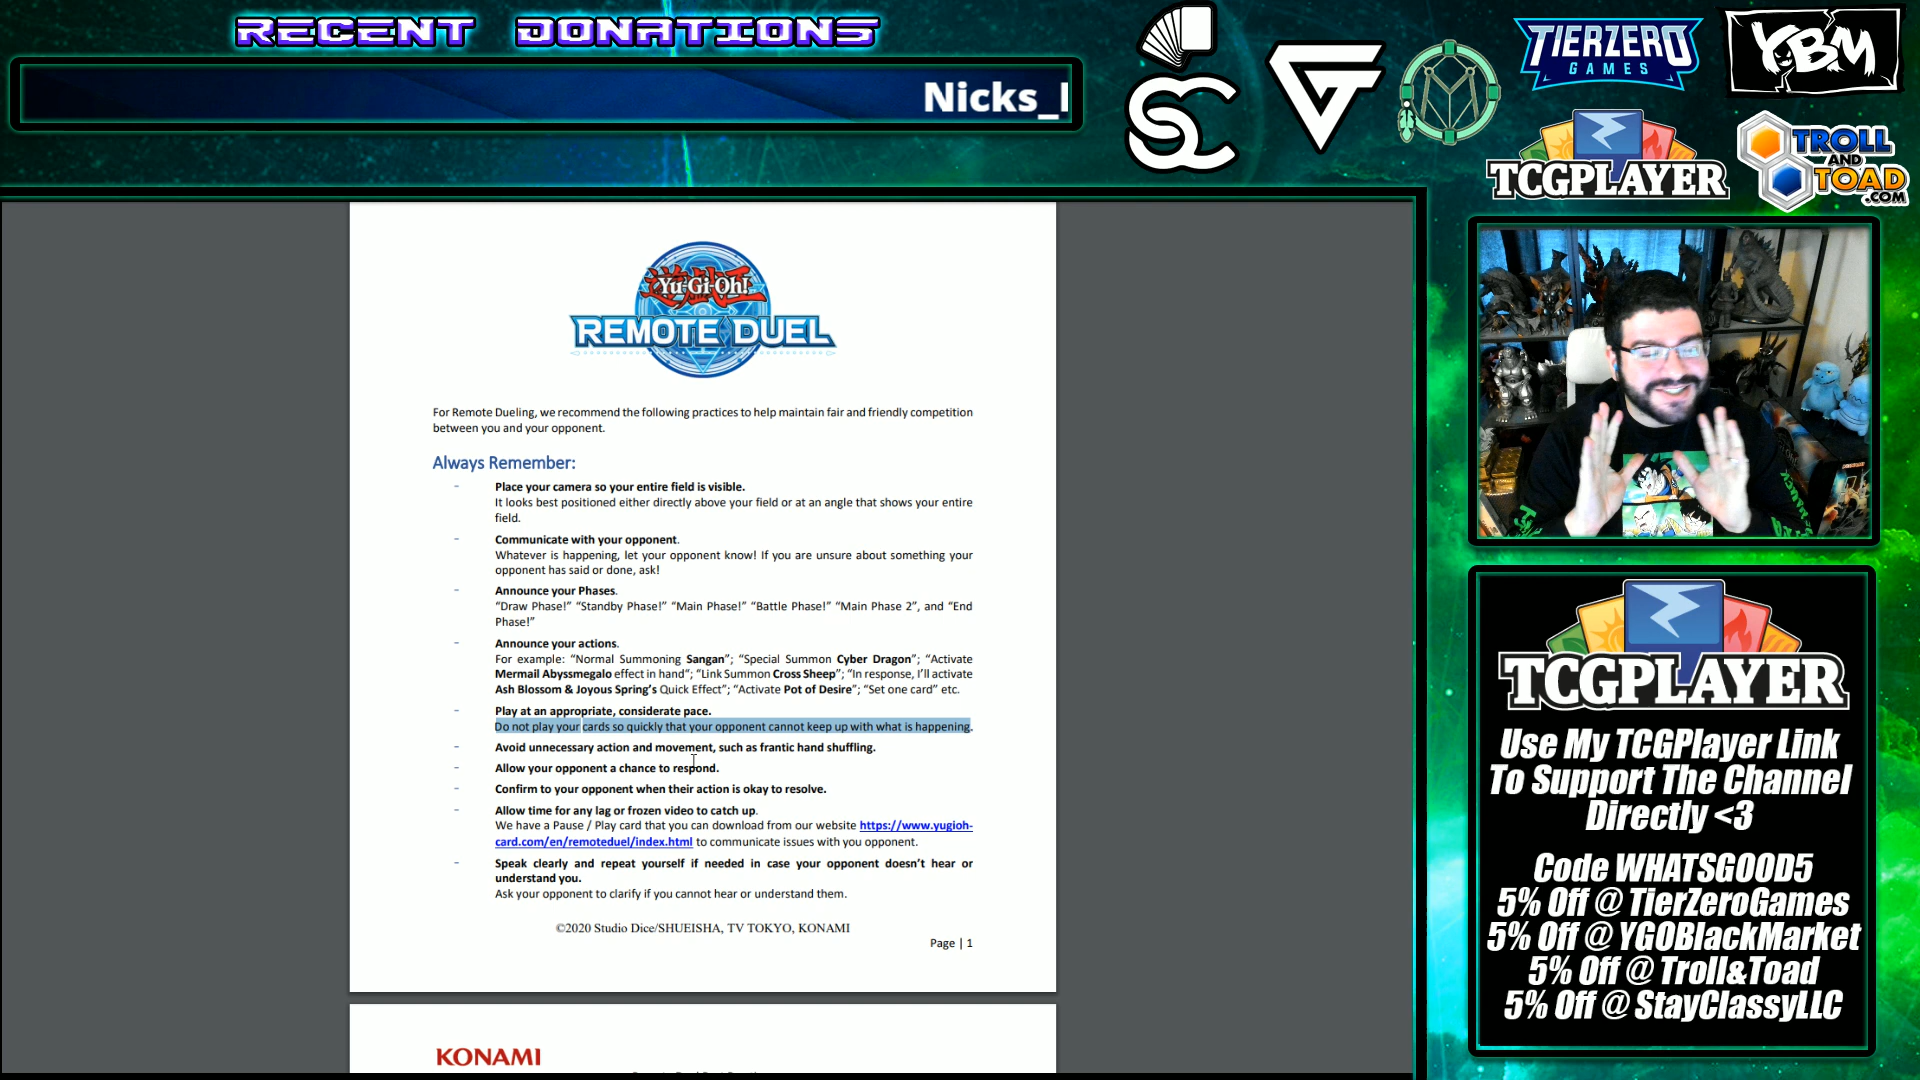 RECENT DONATIONS
Nicks_
SC
TIERZERO
GAMES
YBM
TCGPLAYER
TROLL
AND
TOAD
.COM
Yu-Gi-Oh!
REMOTE DUEL
For Remote Dueling, we recommend the following practices to help maintain fair and friendly competition
between you and your opponent.
Always Remember:
- Place your camera so your entire field is visible.
It looks best positioned either directly above your field or at an angle that shows your entire
field.
- Communicate with your opponent.
Whatever is happening, let your opponent know! If you are unsure about something your
opponent has said or done, ask!
- Announce your Phases.
“Draw Phase!” “Standby Phase!” “Main Phase!” “Battle Phase!” “Main Phase 2”, and “End
Phase!”
- Announce your actions.
For example: “Normal Summoning Sangan”; “Special Summon Cyber Dragon”; “Activate
Mermail Abyssmegalo effect in hand”; “Link Summon Cross Sheep”; “In response, I’ll activate
Ash Blossom & Joyous Spring’s Quick Effect”; “Activate Pot of Desire”; “Set one card” etc.
- Play at an appropriate, considerate pace.
Do not play your cards so quickly that your opponent cannot keep up with what is happening.
- Avoid unnecessary action and movement, such as frantic hand shuffling.
- Allow your opponent a chance to respond.
- Confirm to your opponent when their action is okay to resolve.
- Allow time for any lag or frozen video to catch up.
We have a Pause / Play card that you can download from our website https://www.yugioh-
card.com/en/remoteduel/index.html to communicate issues with you opponent.
- Speak clearly and repeat yourself if needed in case your opponent doesn’t hear or
understand you.
Ask your opponent to clarify if you cannot hear or understand them.
©2020 Studio Dice/SHUEISHA, TV TOKYO, KONAMI
Page | 1
KONAMI
TCGPLAYER
Use My TCGPlayer Link
To Support The Channel
Directly <3
Code WHATSGOOD5
5% Off @ TierZeroGames
5% Off @ YGOBlackMarket
5% Off @ Troll&Toad
5% Off @ StayClassyLLC